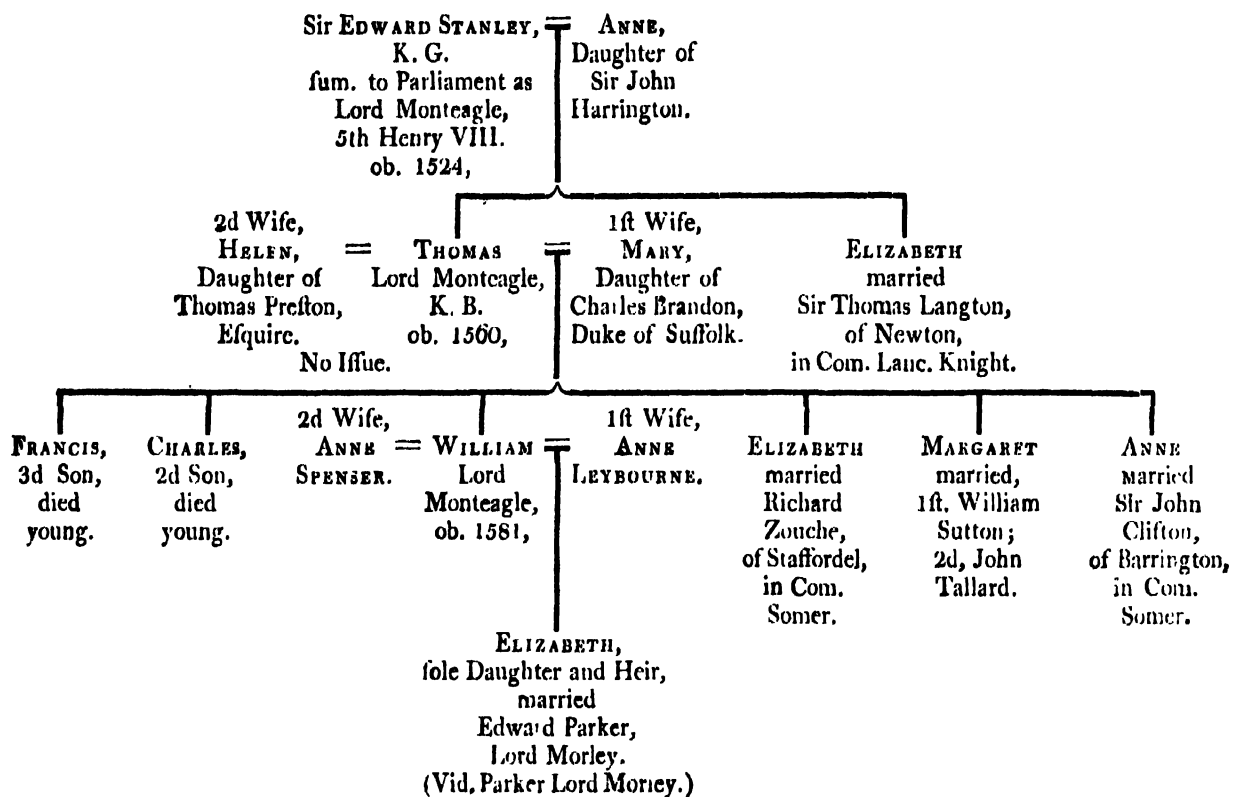 Sir EDWARD STANLEY, = ANNE,
K. G.
ſum. to Parliament as
Lord Monteagle,
5th Henry VIII.
ob. 1524,
Daughter of
Sir John
Harrington.
2d Wife,
HELEN,
Daughter of
Thomas Preſton,
Eſquire.
No Iſſue.
= THOMAS =
Lord Monteagle,
K. B.
ob. 1560,
1ſt Wife,
MARY,
Daughter of
Charles Brandon,
Duke of Suffolk.
ELIZABETH
married
Sir Thomas Langton,
of Newton,
in Com. Lanc. Knight.
FRANCIS,
3d Son,
died
young.
CHARLES,
2d Son,
died
young.
2d Wife,
ANNE
SPENSER.
= WILLIAM =
Lord
Monteagle,
ob. 1581,
1ſt Wife,
ANNE
LEYBOURNE.
ELIZABETH
married
Richard
Zouche,
of Staffordel,
in Com.
Somer.
MARGARET
married,
1ſt, William
Sutton;
2d, John
Tallard.
ANNE
married
Sir John
Clifton,
of Barrington,
in Com.
Somer.
ELIZABETH,
ſole Daughter and Heir,
married
Edward Parker,
Lord Morley.
(Vid. Parker Lord Morley.)